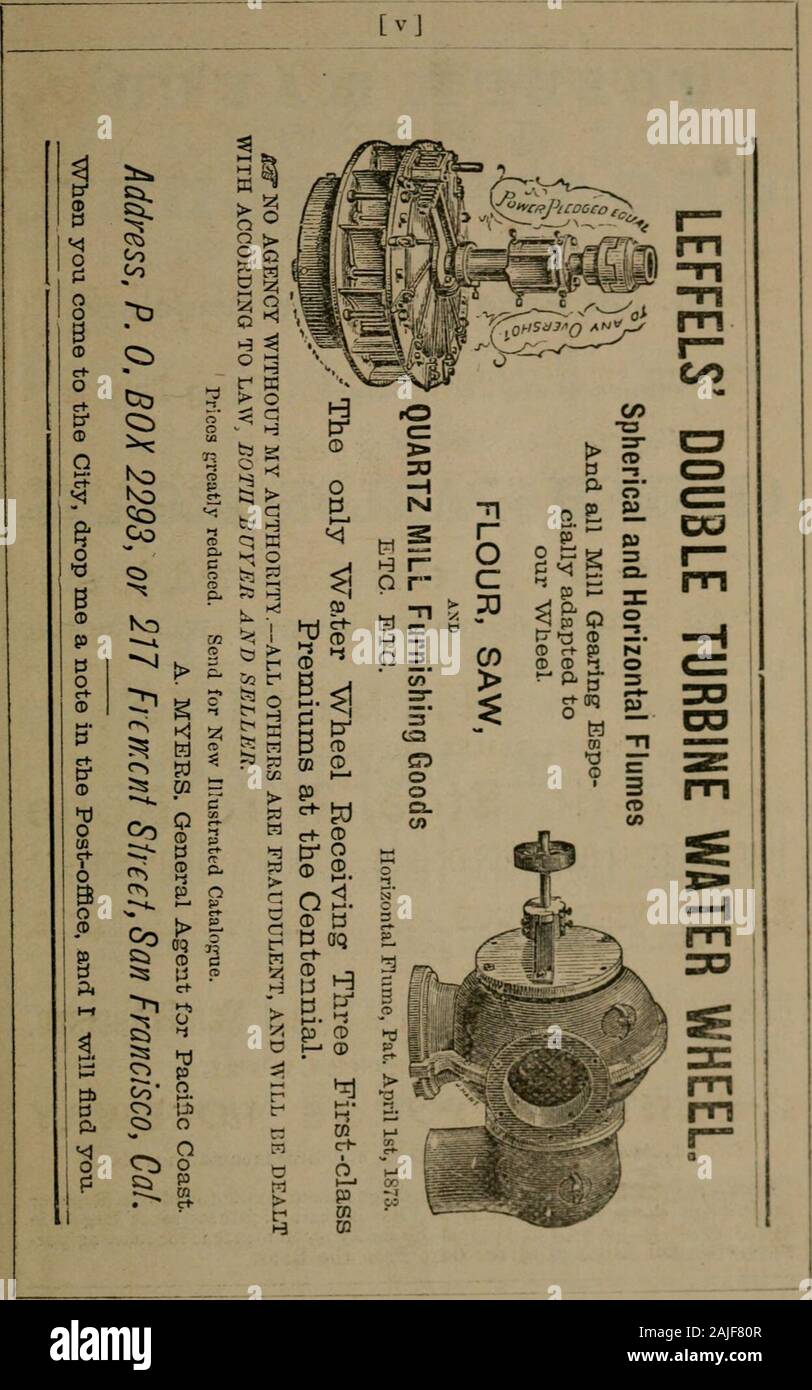 [ v ]
LEFFELS' DOUBLE TURBINE WATER WHEEL.
POWER PLEDGED EQUAL
TO ANY OVERSHOT
Spherical and Horizontal Flumes
And all Mill Gearing Espe-
cially adapted to
our Wheel.
FLOUR, SAW,
AND
QUARTZ MILL Furnishing Goods
ETC. ETC.
Horizontal Flume, Pat. April 1st, 1873.
The only Water Wheel Receiving Three First-class
Premiums at the Centennial.
☞ NO AGENCY WITHOUT MY AUTHORITY.—ALL OTHERS ARE FRAUDULENT, AND WILL BE DEALT
WITH ACCORDING TO LAW, BOTH BUYER AND SELLER.
Prices greatly reduced. Send for New Illustrated Catalogue.
A. MYERS, General Agent for Pacific Coast.
Address, P. O. BOX 2293, or 217 Fremont Street, San Francisco, Cal.
When you come to the City, drop me a note in the Post-office, and I will find you.
alamy
a
alamy
Image ID: 2AJF80R
www.alamy.com